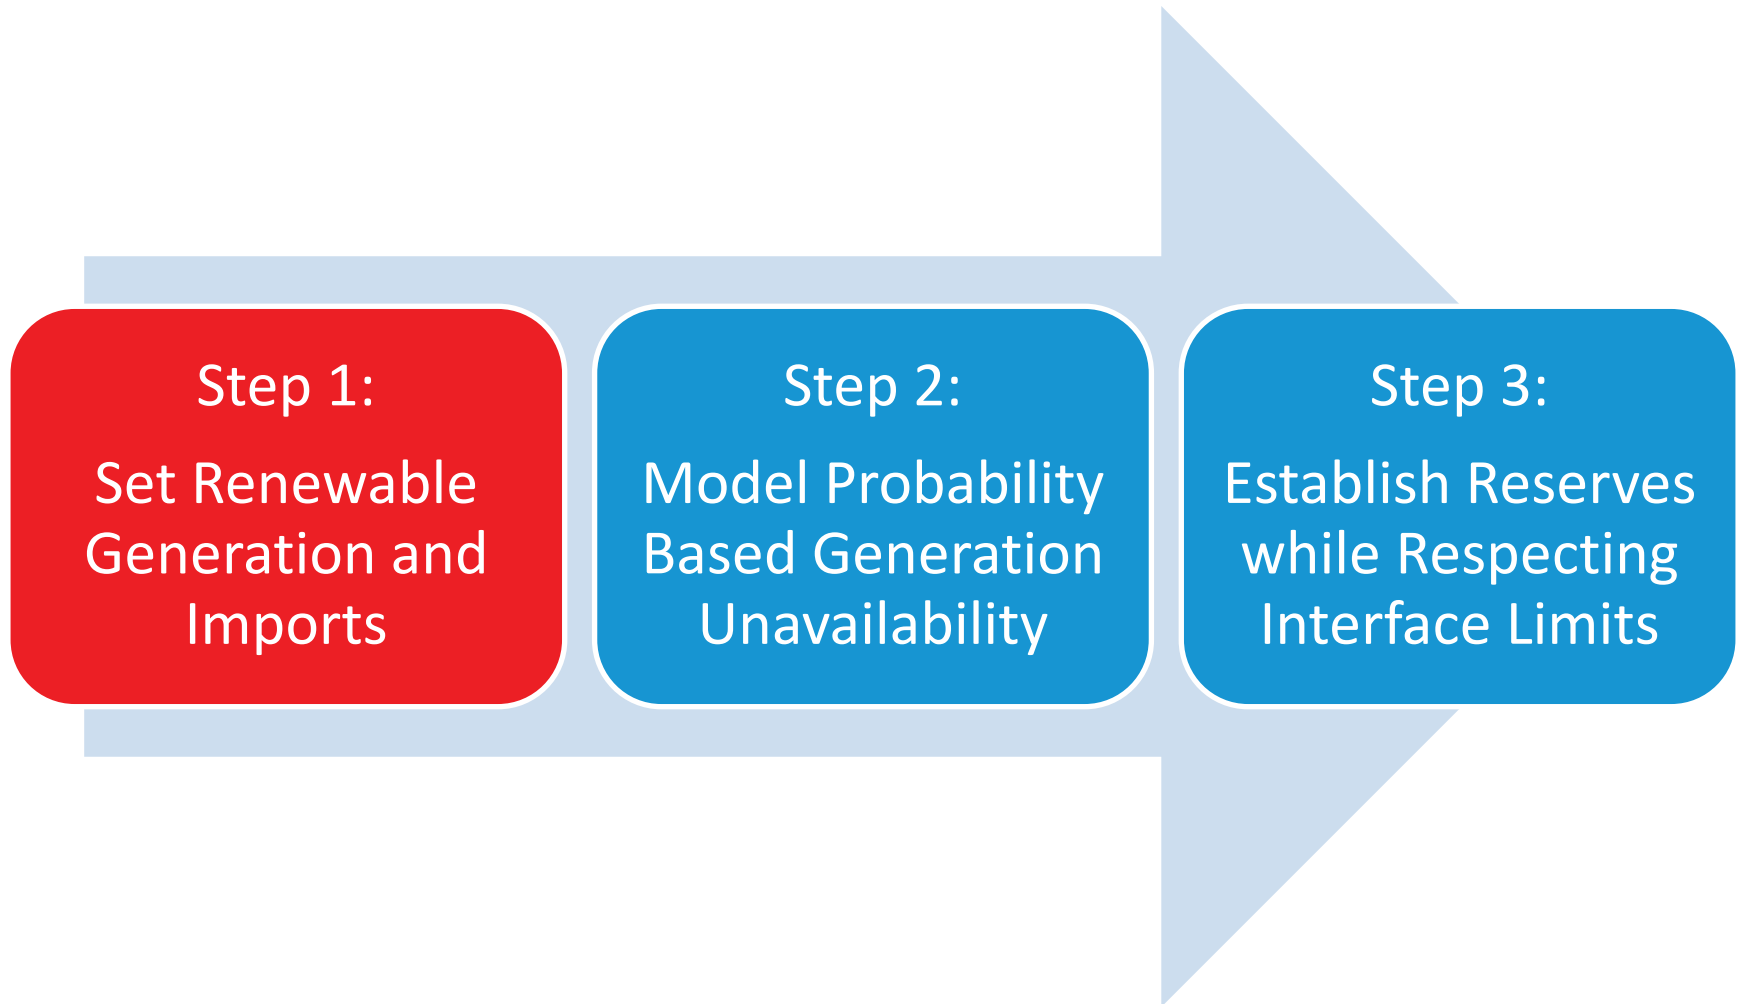 Step 1:
Set Renewable
Generation and
Imports
Step 2:
Model Probability
Based Generation
Unavailability
Step 3:
Establish Reserves
while Respecting
Interface Limits